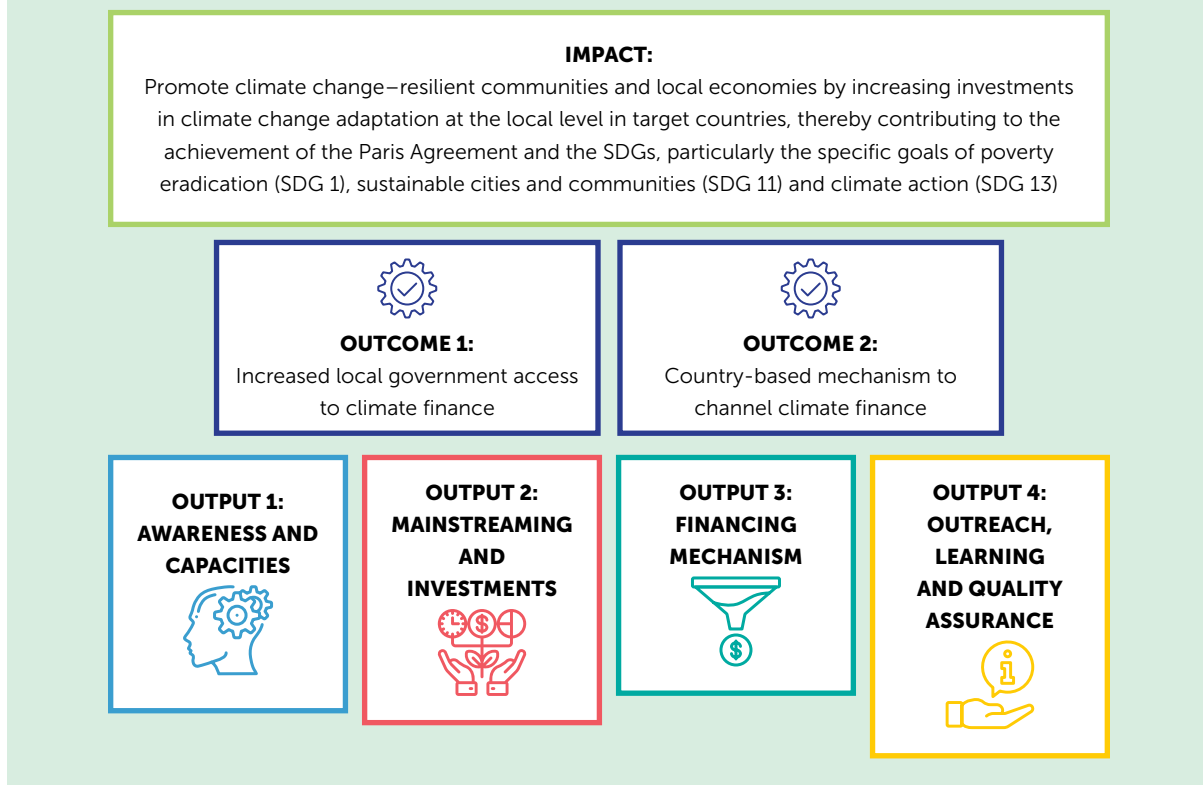 IMPACT:
Promote climate change–resilient communities and local economies by increasing investments
in climate change adaptation at the local level in target countries, thereby contributing to the
achievement of the Paris Agreement and the SDGs, particularly the specific goals of poverty
eradication (SDG 1), sustainable cities and communities (SDG 11) and climate action (SDG 13)
OUTCOME 1:
Increased local government access
to climate finance
OUTCOME 2:
Country-based mechanism to
channel climate finance
OUTPUT 1:
AWARENESS AND
CAPACITIES
OUTPUT 2:
MAINSTREAMING
AND
INVESTMENTS
$
OUTPUT 3:
FINANCING
MECHANISM
$
OUTPUT 4:
OUTREACH,
LEARNING
AND QUALITY
ASSURANCE
i